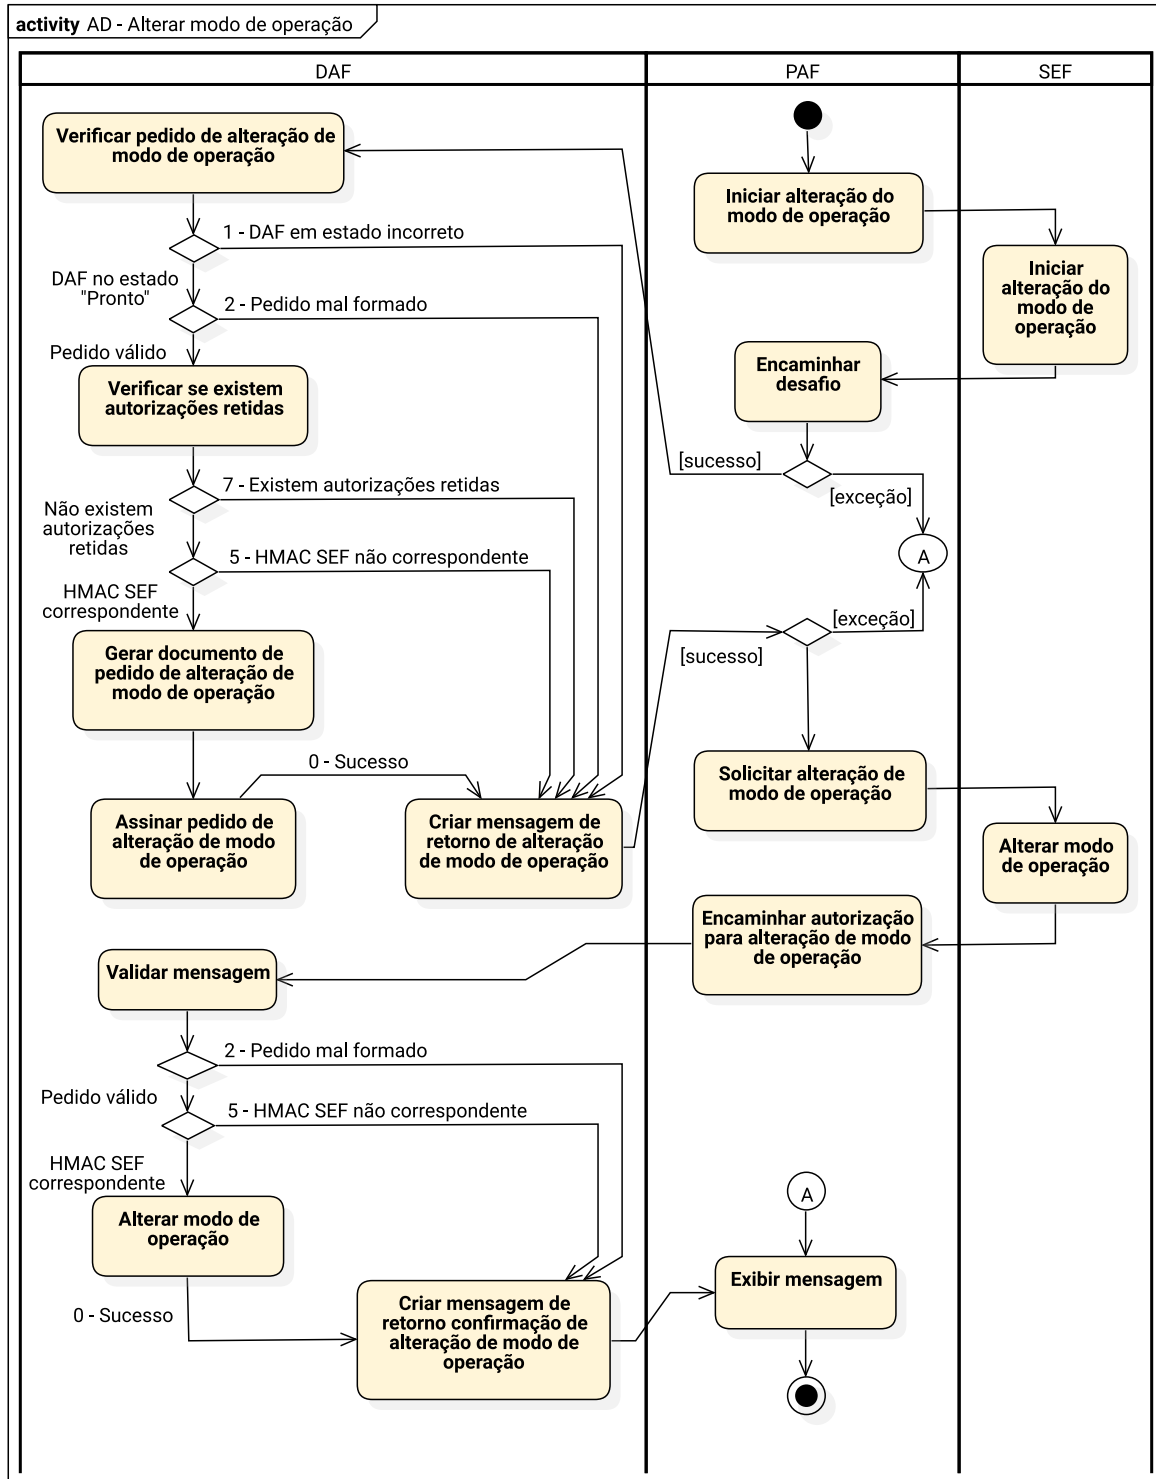 activity AD - Alterar modo de operação
DAF
PAF
SEF
Verificar pedido de alteração de
modo de operação
1 - DAF em estado incorreto
DAF no estado
"Pronto"
2 - Pedido mal formado
Pedido válido
Verificar se existem
autorizações retidas
7 - Existem autorizações retidas
Não existem
autorizações
retidas
5 - HMAC SEF não correspondente
HMAC SEF
correspondente
Gerar documento de
pedido de alteração de
modo de operação
0 - Sucesso
Assinar pedido de
alteração de modo
de operação
Criar mensagem de
retorno de alteração
de modo de operação
Validar mensagem
2 - Pedido mal formado
Pedido válido
5 - HMAC SEF não correspondente
HMAC SEF
correspondente
Alterar modo de
operação
0 - Sucesso
Criar mensagem de
retorno confirmação de
alteração de modo de
operação
Iniciar alteração do
modo de operação
Encaminhar
desafio
[sucesso]
[exceção]
A
[exceção]
[sucesso]
Solicitar alteração de
modo de operação
Encaminhar autorização
para alteração de modo
de operação
A
Exibir mensagem
Iniciar
alteração do
modo de
operação
Alterar modo
de operação